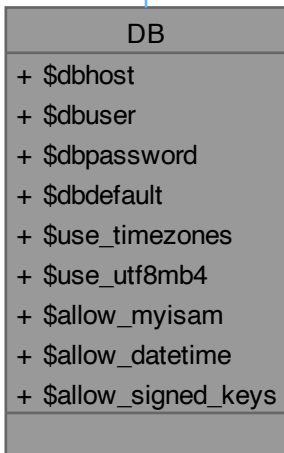 DB
+ $dbhost
+ $dbuser
+ $dbpassword
+ $dbdefault
+ $use_timezones
+ $use_utf8mb4
+ $allow_myisam
+ $allow_datetime
+ $allow_signed_keys